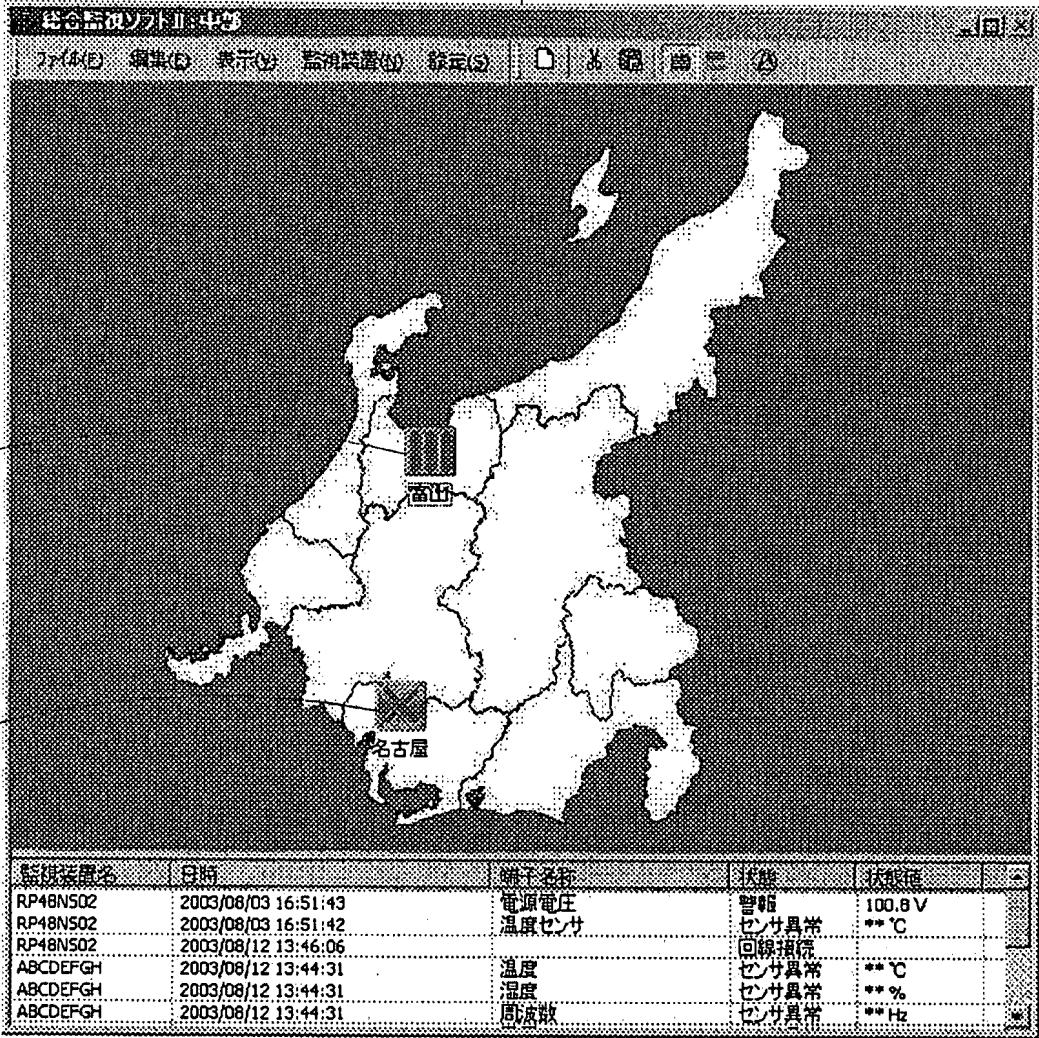 総合監視ソフトII:中部
ファイル(F) 編集(E) 表示(V) 監視装置(N) 設定(S)
富山
名古屋
監視装置名 日時 端子名称 状態 状態値
RP48NS02 2003/08/03 16:51:43 電源電圧 警報 100.8 V
RP48NS02 2003/08/03 16:51:42 温度センサ センサ異常 ** ℃
RP48NS02 2003/08/12 13:46:06 回線接続
ABCDEFGH 2003/08/12 13:44:31 温度 センサ異常 ** ℃
ABCDEFGH 2003/08/12 13:44:31 湿度 センサ異常 ** %
ABCDEFGH 2003/08/12 13:44:31 周波数 センサ異常 ** Hz